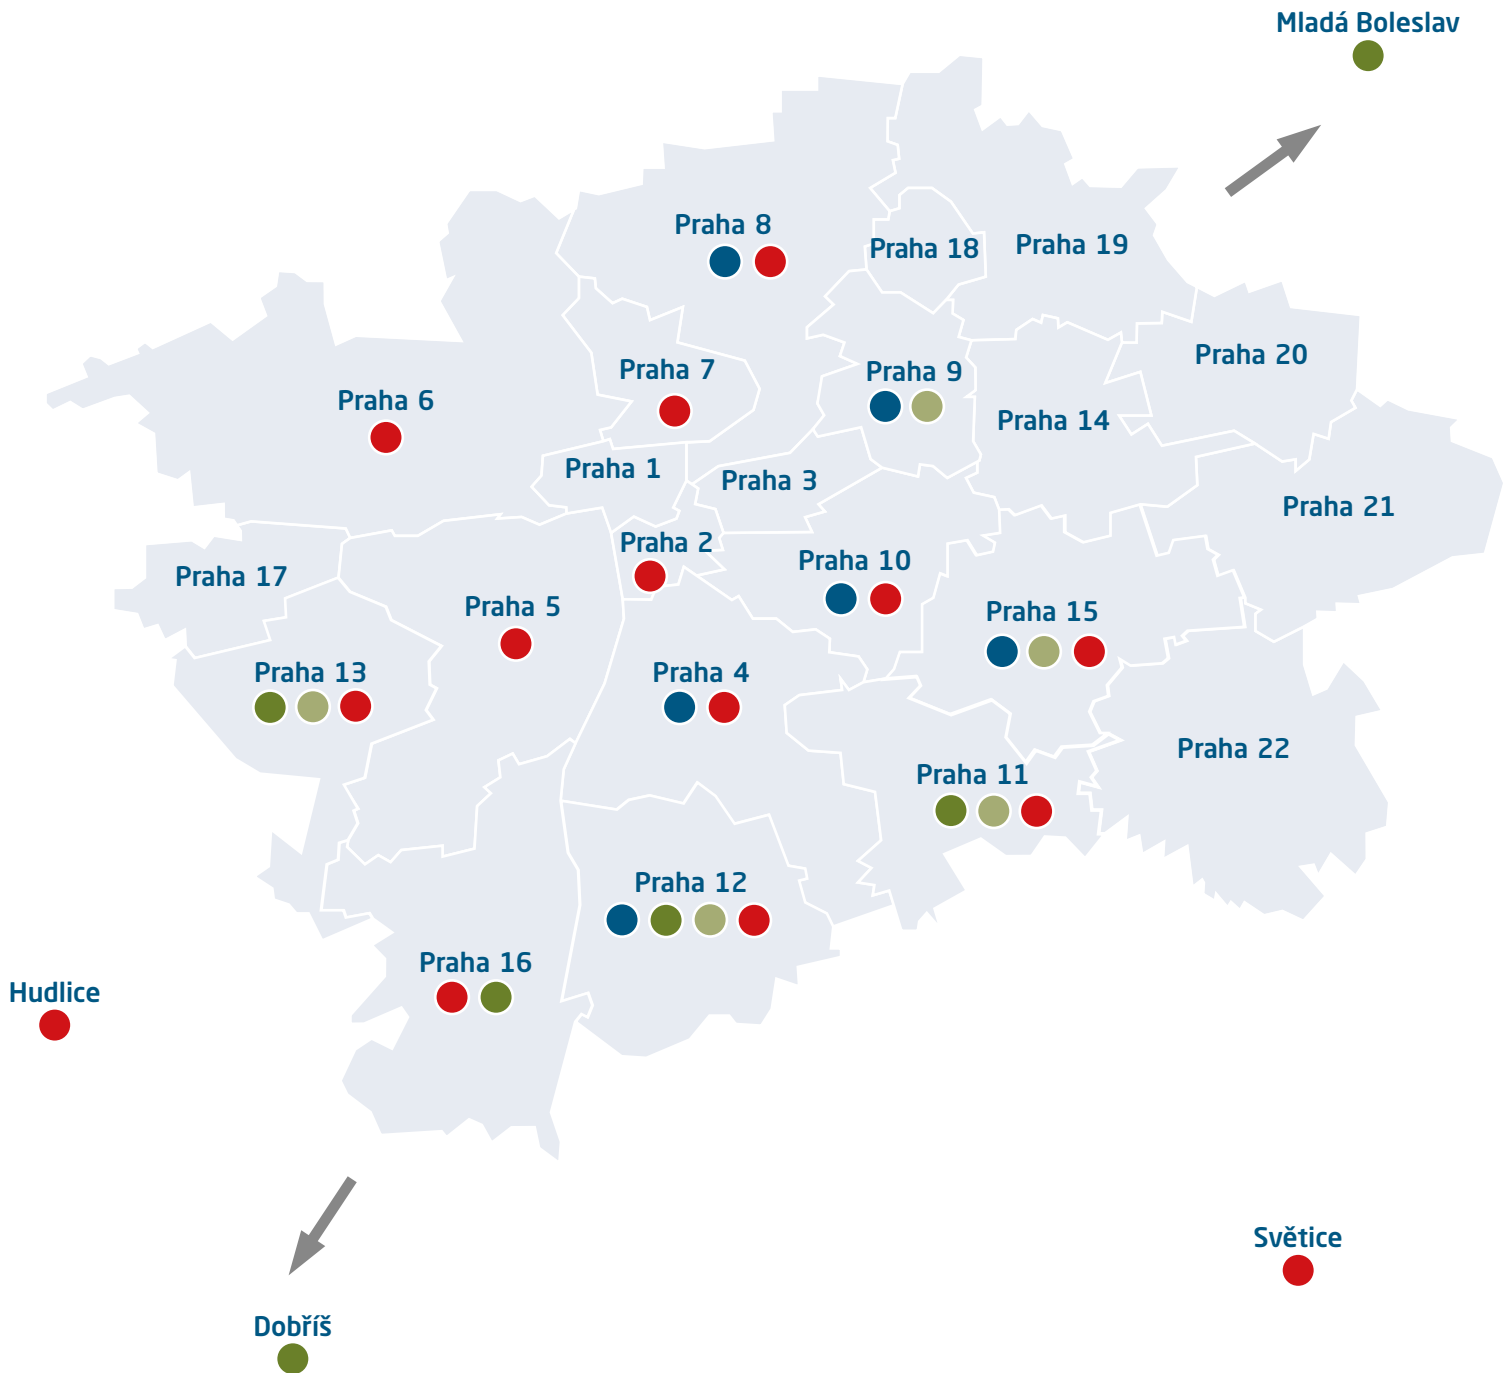 Mladá Boleslav
Praha 8
Praha 18
Praha 19
Praha 20
Praha 7
Praha 9
Praha 6
Praha 14
Praha 1
Praha 3
Praha 21
Praha 2
Praha 10
Praha 17
Praha 5
Praha 15
Praha 13
Praha 4
Praha 22
Praha 11
Praha 12
Praha 16
Hudlice
Světice
Dobříš